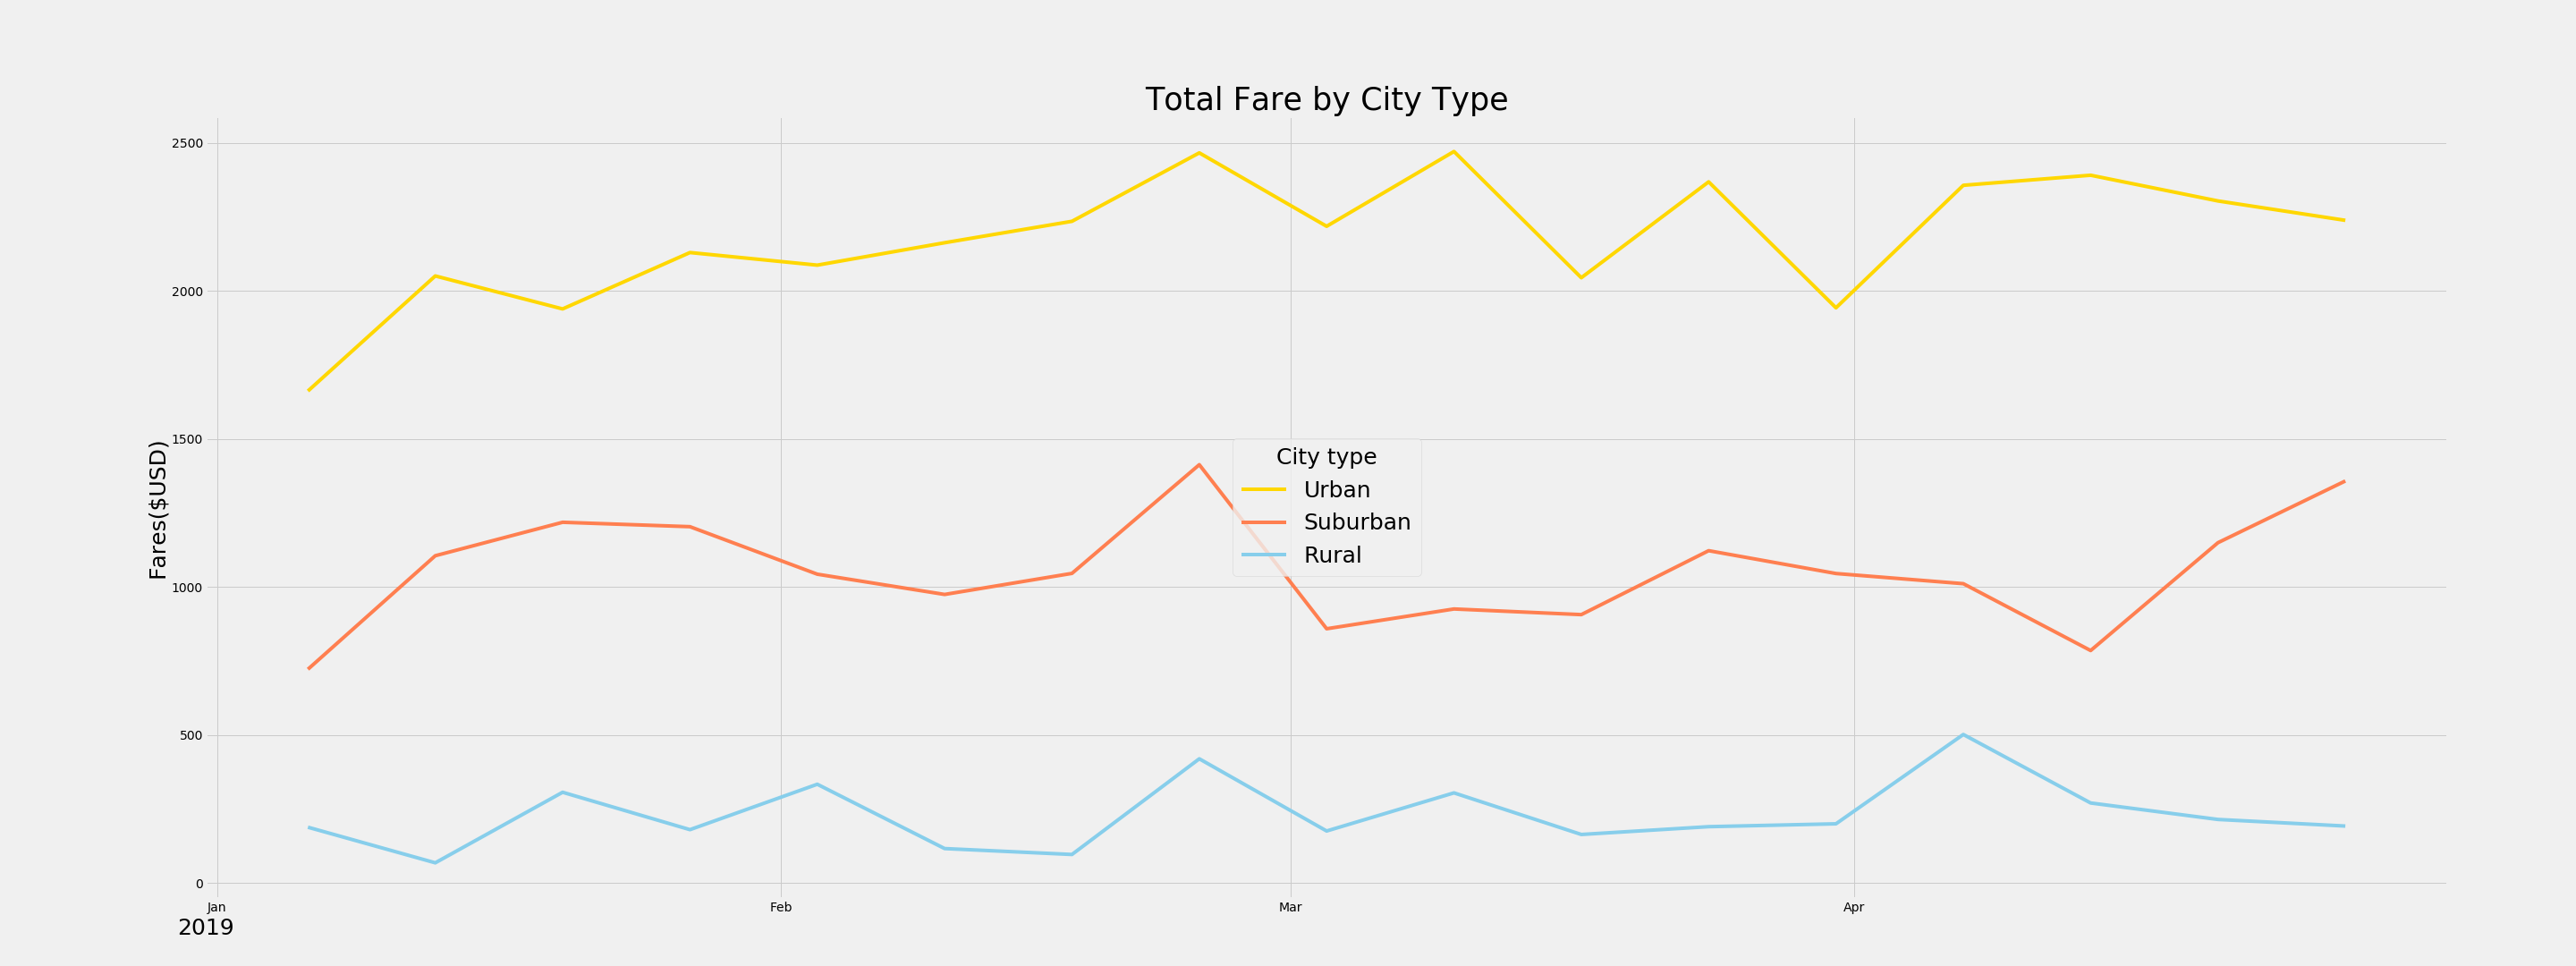 Total Fare by City Type
Fares($USD)
2500
2000
1500
1000
500
0
City type
Urban
Suburban
Rural
Jan Feb Mar Apr
2019